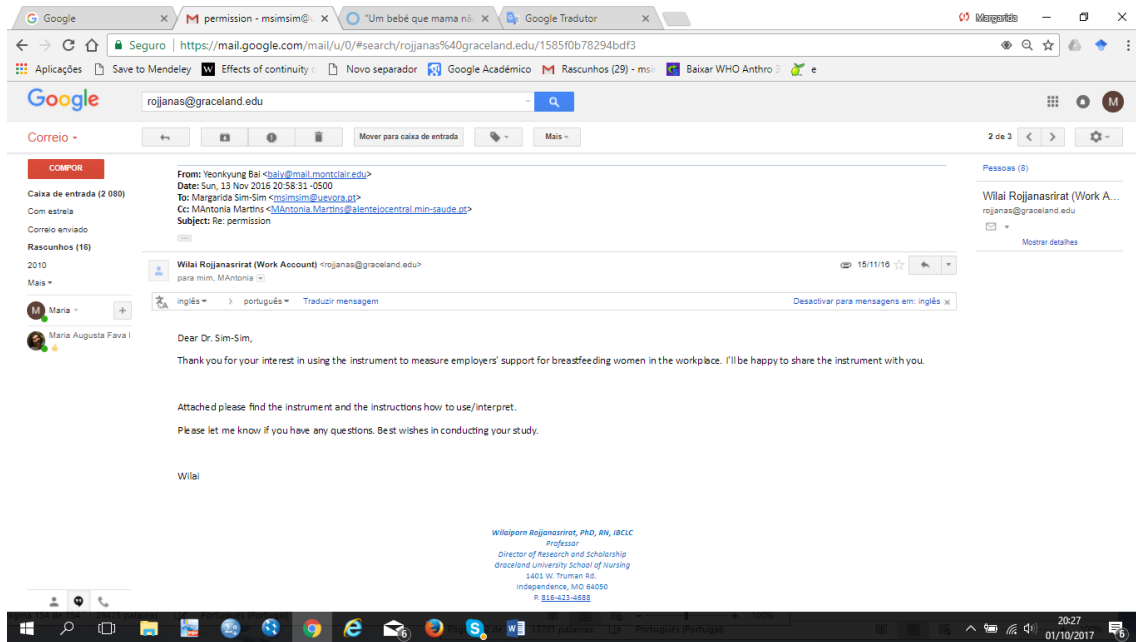 Google
permission - msimsim@u
"Um bebé que mama nã
Google Tradutor
Margarida
Seguro | https://mail.google.com/mail/u/0/#search/rojjanas%40graceland.edu/1585f0b78294bdf3
Aplicações Save to Mendeley Effects of continuity c Novo separador Google Académico Rascunhos (29) - msi Baixar WHO Anthro 3 e
Google rojjanas@graceland.edu M
Correio Mover para caixa de entrada Mais 2 de 3
COMPOR
Caixa de entrada (2 080)
Com estrela
Correio enviado
Rascunhos (16)
2010
Mais
M Maria +
Maria Augusta Fava I
From: Yeonkyung Bai <baiy@mail.montclair.edu>
Date: Sun, 13 Nov 2016 20:58:31 -0500
To: Margarida Sim-Sim <msimsim@uevora.pt>
Cc: MAntonia Martins <MAntonia.Martins@alentejocentral.min-saude.pt>
Subject: Re: permission
Wilai Rojjanasrirat (Work Account) <rojjanas@graceland.edu> 15/11/16
para mim, MAntonia
inglês > português Traduzir mensagem Desactivar para mensagens em: inglês x
Dear Dr. Sim-Sim,
Thank you for your interest in using the instrument to measure employers' support for breastfeeding women in the workplace. I'll be happy to share the instrument with you.
Attached please find the instrument and the instructions how to use/interpret.
Please let me know if you have any questions. Best wishes in conducting your study.
Wilai
Wilaiporn Rojjanasrirat, PhD, RN, IBCLC
Professor
Director of Research and Scholarship
Graceland University School of Nursing
1401 W. Truman Rd.
Independence, MO 64050
P. 816-423-4688
Pessoas (8)
Wilai Rojjanasrirat (Work A...
rojjanas@graceland.edu
Mostrar detalhes
20:27
01/10/2017